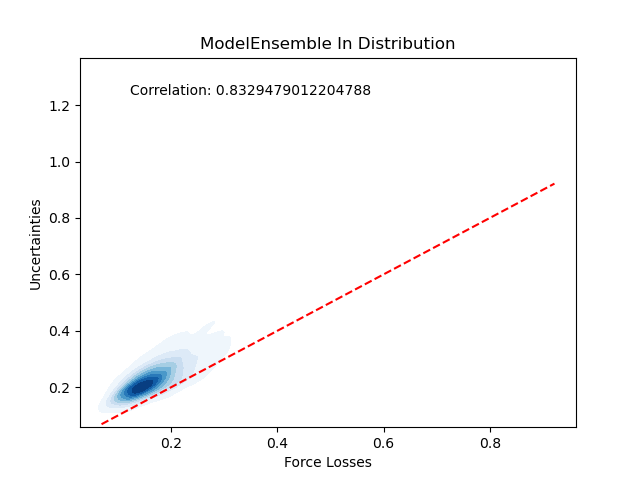 ModelEnsemble In Distribution
Correlation: 0.8329479012204788
Uncertainties
1.2
1.0
0.8
0.6
0.4
0.2
0.2 0.4 0.6 0.8
Force Losses